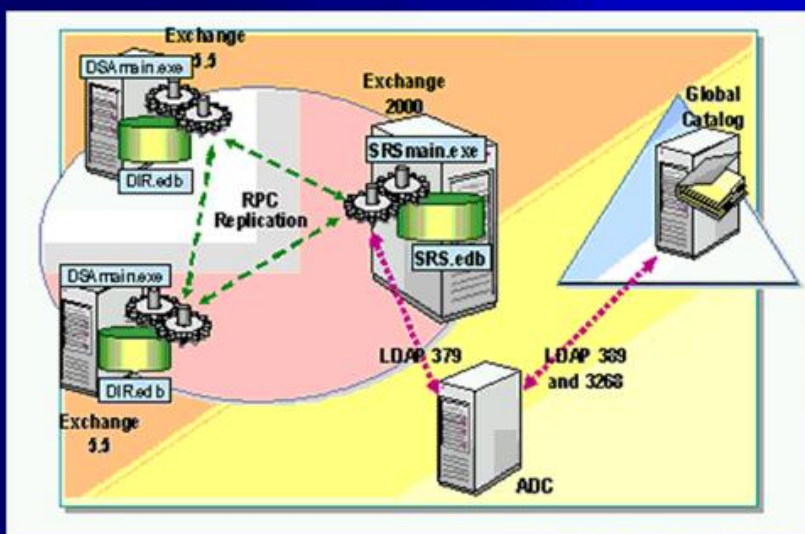 Exchange
5.5
DSAmain.exe
DIR.edb
Exchange
2000
SRSmain.exe
SRS.edb
Global
Catalog
RPC
Replication
DSAmain.exe
DIR.edb
Exchange
5.5
LDAP 379
LDAP 389
and 3268
ADC